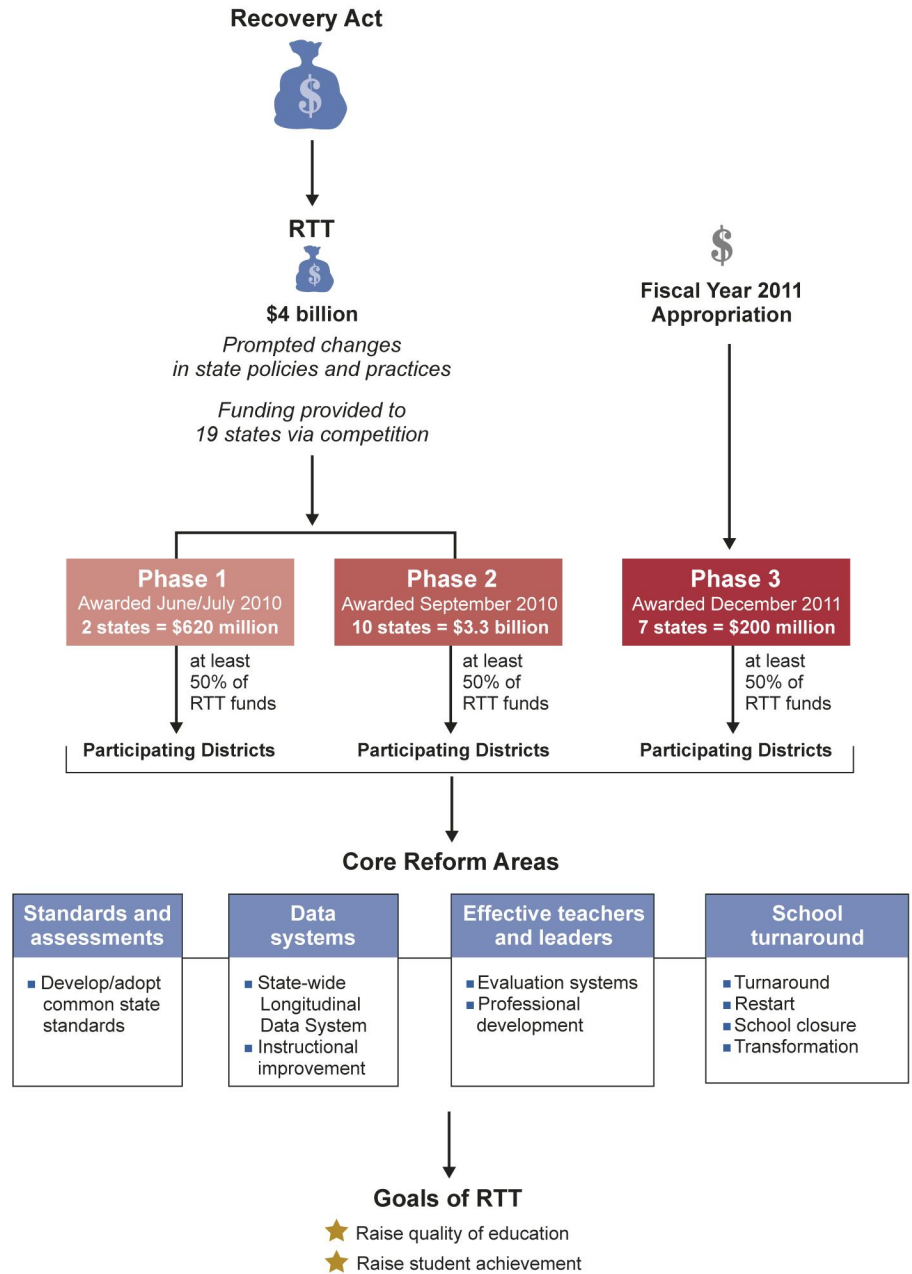 Recovery Act
$
RTT
$
$4 billion
Prompted changes
in state policies and practices
Funding provided to
19 states via competition
$
Fiscal Year 2011
Appropriation
Phase 1
Awarded June/July 2010
2 states = $620 million
Phase 2
Awarded September 2010
10 states = $3.3 billion
Phase 3
Awarded December 2011
7 states = $200 million
at least
50% of
RTT funds
at least
50% of
RTT funds
at least
50% of
RTT funds
Participating Districts
Participating Districts
Participating Districts
Core Reform Areas
Standards and
assessments
Develop/adopt
common state
standards
Data
systems
State-wide
Longitudinal
Data System
Instructional
improvement
Effective teachers
and leaders
Evaluation systems
Professional
development
School
turnaround
Turnaround
Restart
School closure
Transformation
Goals of RTT
Raise quality of education
Raise student achievement